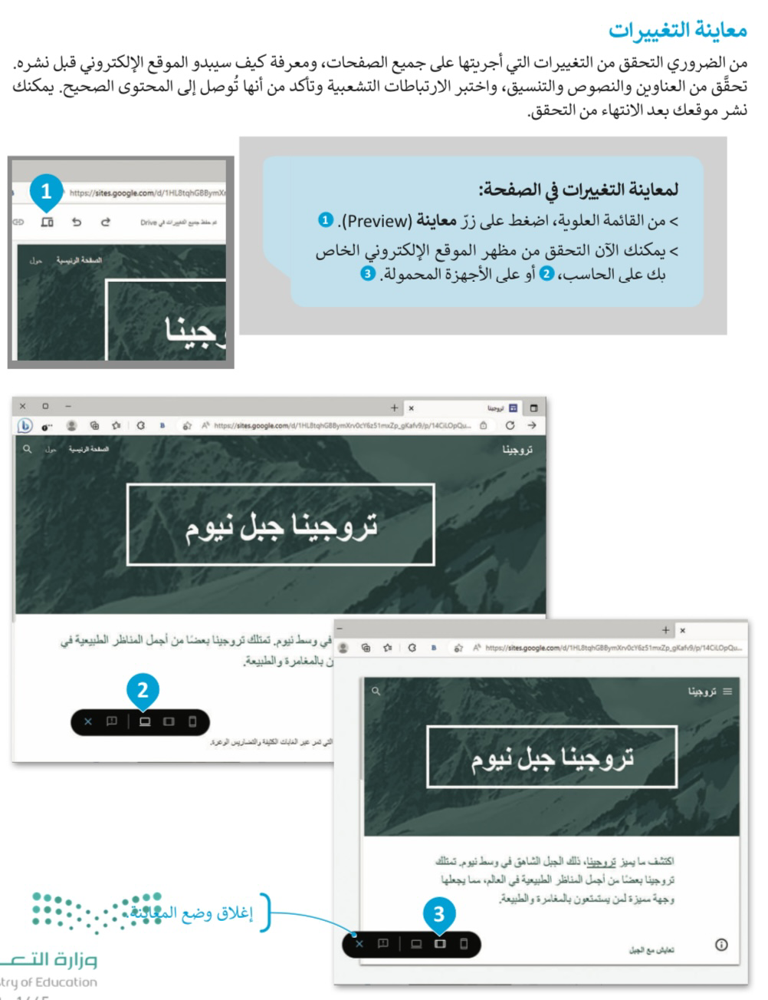 معاينة التغييرات
من الضروري التحقق من التغييرات التي أجريتها على جميع الصفحات، ومعرفة كيف سيبدو الموقع الإلكتروني قبل نشره.
تحقَّق من العناوين والنصوص والتنسيق، واختبر الارتباطات التشعبية وتأكد من أنها تُوصل إلى المحتوى الصحيح. يمكنك
نشر موقعك بعد الانتهاء من التحقق.
لمعاينة التغييرات في الصفحة:
> من القائمة العلوية، اضغط على زرّ معاينة (Preview). 1
> يمكنك الآن التحقق من مظهر الموقع الإلكتروني الخاص
بك على الحاسب، 2 أو على الأجهزة المحمولة. 3
1
https://sites.google.com/d/1HL8tqhGBBymXr
تم حفظ جميع التغييرات في Drive
الصفحة الرئيسية حول
وجينا
تروجينا
https://sites.google.com/d/1HL8tqhGBBymXrv0cY6z51mxZp_gKafv9/p/14CiLOpQu...
تروجينا
الصفحة الرئيسية حول
تروجينا جبل نيوم
في وسط نيوم. تمتلك تروجينا بعضًا من أجمل المناظر الطبيعية في
ن بالمغامرة والطبيعة.
2
التي تمر عبر الغابات الكثيفة والتضاريس الوعرة.
https://sites.google.com/d/1HL8tqhGBBymXrv0cY6z51mxZp_gKafv9/p/14CiLOpQu...
تروجينا
تروجينا جبل نيوم
اكتشف ما يميز تروجينا، ذلك الجبل الشاهق في وسط نيوم. تمتلك
تروجينا بعضًا من أجمل المناظر الطبيعية في العالم، مما يجعلها
وجهة مميزة لمن يستمتعون بالمغامرة والطبيعة.
3
تعايش مع الجبل
إغلاق وضع المعاينة.
وزارة التعـ
stry of Education